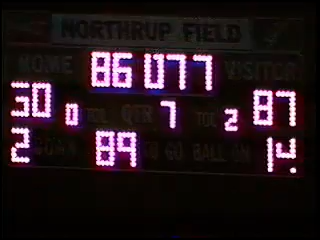 NORTHRUP FIELD
HOME 86 077 VISITOR
50 0 TOL QTR 7 TOL 2 87
2 DOWN 89 TO GO BALL ON 14.